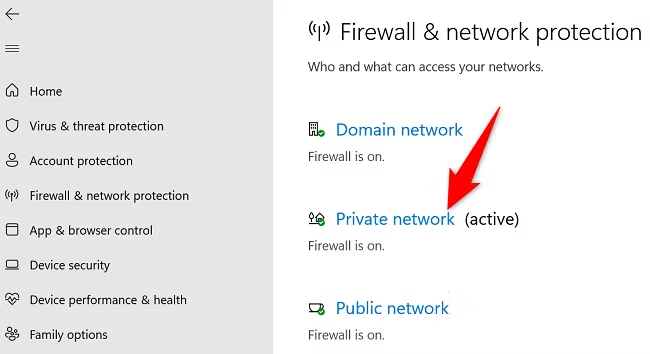 Home
Virus & threat protection
Account protection
Firewall & network protection
App & browser control
Device security
Device performance & health
Family options
Firewall & network protection
Who and what can access your networks.
Domain network
Firewall is on.
Private network (active)
Firewall is on.
Public network
Firewall is on.